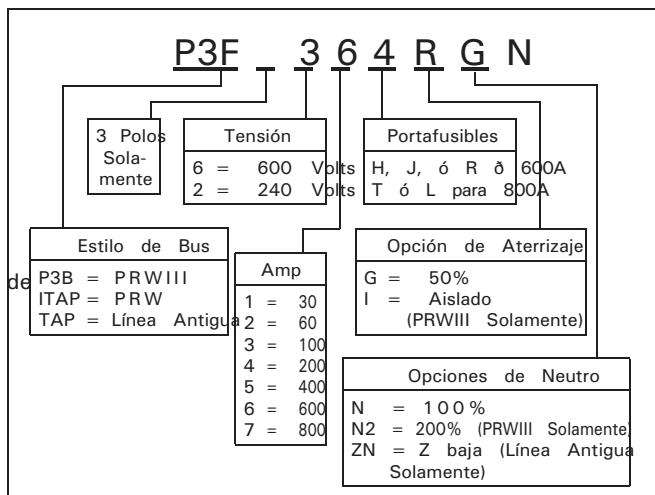 P3F _ 3 6 4 R G N
3 Polos
Sola-
mente
Tensión
6 = 600 Volts
2 = 240 Volts
Portafusibles
H, J, ó R ð 600A
T ó L para 800A
Estilo de Bus
de
P3B = PRWIII
ITAP = PRW
TAP = Línea Antigua
Amp
1 = 30
2 = 60
3 = 100
4 = 200
5 = 400
6 = 600
7 = 800
Opción de Aterrizaje
G = 50%
I = Aislado
(PRWIII Solamente)
Opciones de Neutro
N = 100%
N2 = 200% (PRWIII Solamente)
ZN = Z baja (Línea Antigua
Solamente)